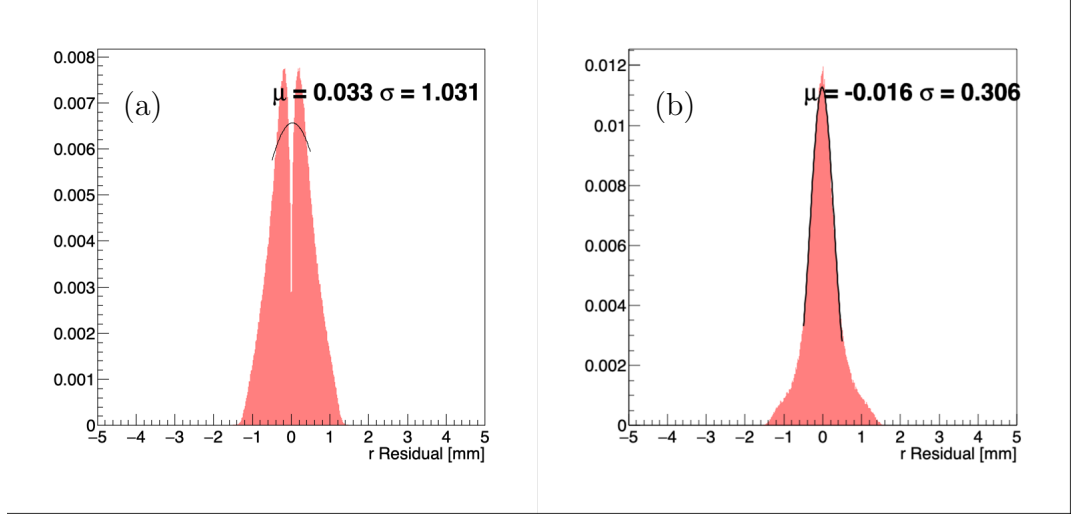 (a)
μ = 0.033 σ = 1.031
0.008
0.007
0.006
0.005
0.004
0.003
0.002
0.001
0
−5 −4 −3 −2 −1 0 1 2 3 4 5
r Residual [mm]
(b)
μ = -0.016 σ = 0.306
0.012
0.01
0.008
0.006
0.004
0.002
0
−5 −4 −3 −2 −1 0 1 2 3 4 5
r Residual [mm]